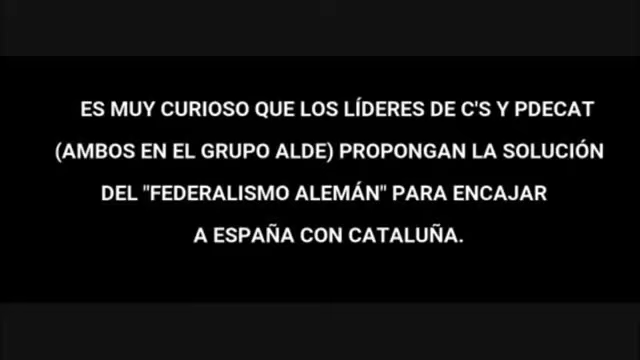 ES MUY CURIOSO QUE LOS LÍDERES DE C'S Y PDECAT
(AMBOS EN EL GRUPO ALDE) PROPONGAN LA SOLUCIÓN
DEL "FEDERALISMO ALEMÁN" PARA ENCAJAR
A ESPAÑA CON CATALUÑA.